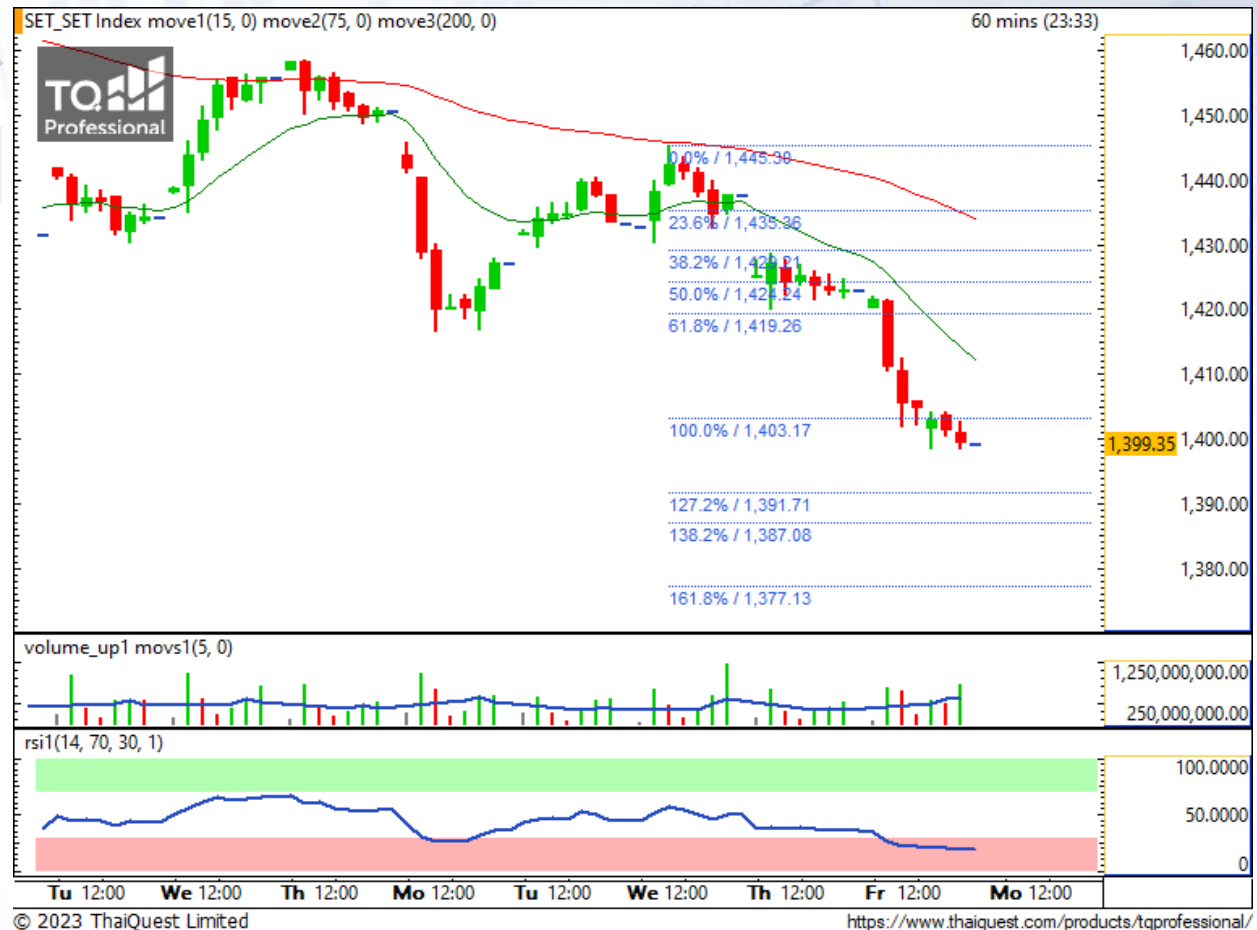 SET_SET Index move1(15, 0) move2(75, 0) move3(200, 0) 60 mins (23:33)
TQ
Professional
1,460.00
1,450.00
1,440.00
1,430.00
1,420.00
1,410.00
1,399.35 1,400.00
1,390.00
1,380.00
0.0% / 1,445.30
23.6% / 1,435.36
38.2% / 1,429.21
50.0% / 1,424.24
61.8% / 1,419.26
100.0% / 1,403.17
127.2% / 1,391.71
138.2% / 1,387.08
161.8% / 1,377.13
volume_up1 movs1(5, 0)
1,250,000,000.00
250,000,000.00
rsi1(14, 70, 30, 1)
100.0000
50.0000
0
Tu 12:00 We 12:00 Th 12:00 Mo 12:00 Tu 12:00 We 12:00 Th 12:00 Fr 12:00 Mo 12:00
© 2023 ThaiQuest Limited https://www.thaiquest.com/products/tqprofessional/